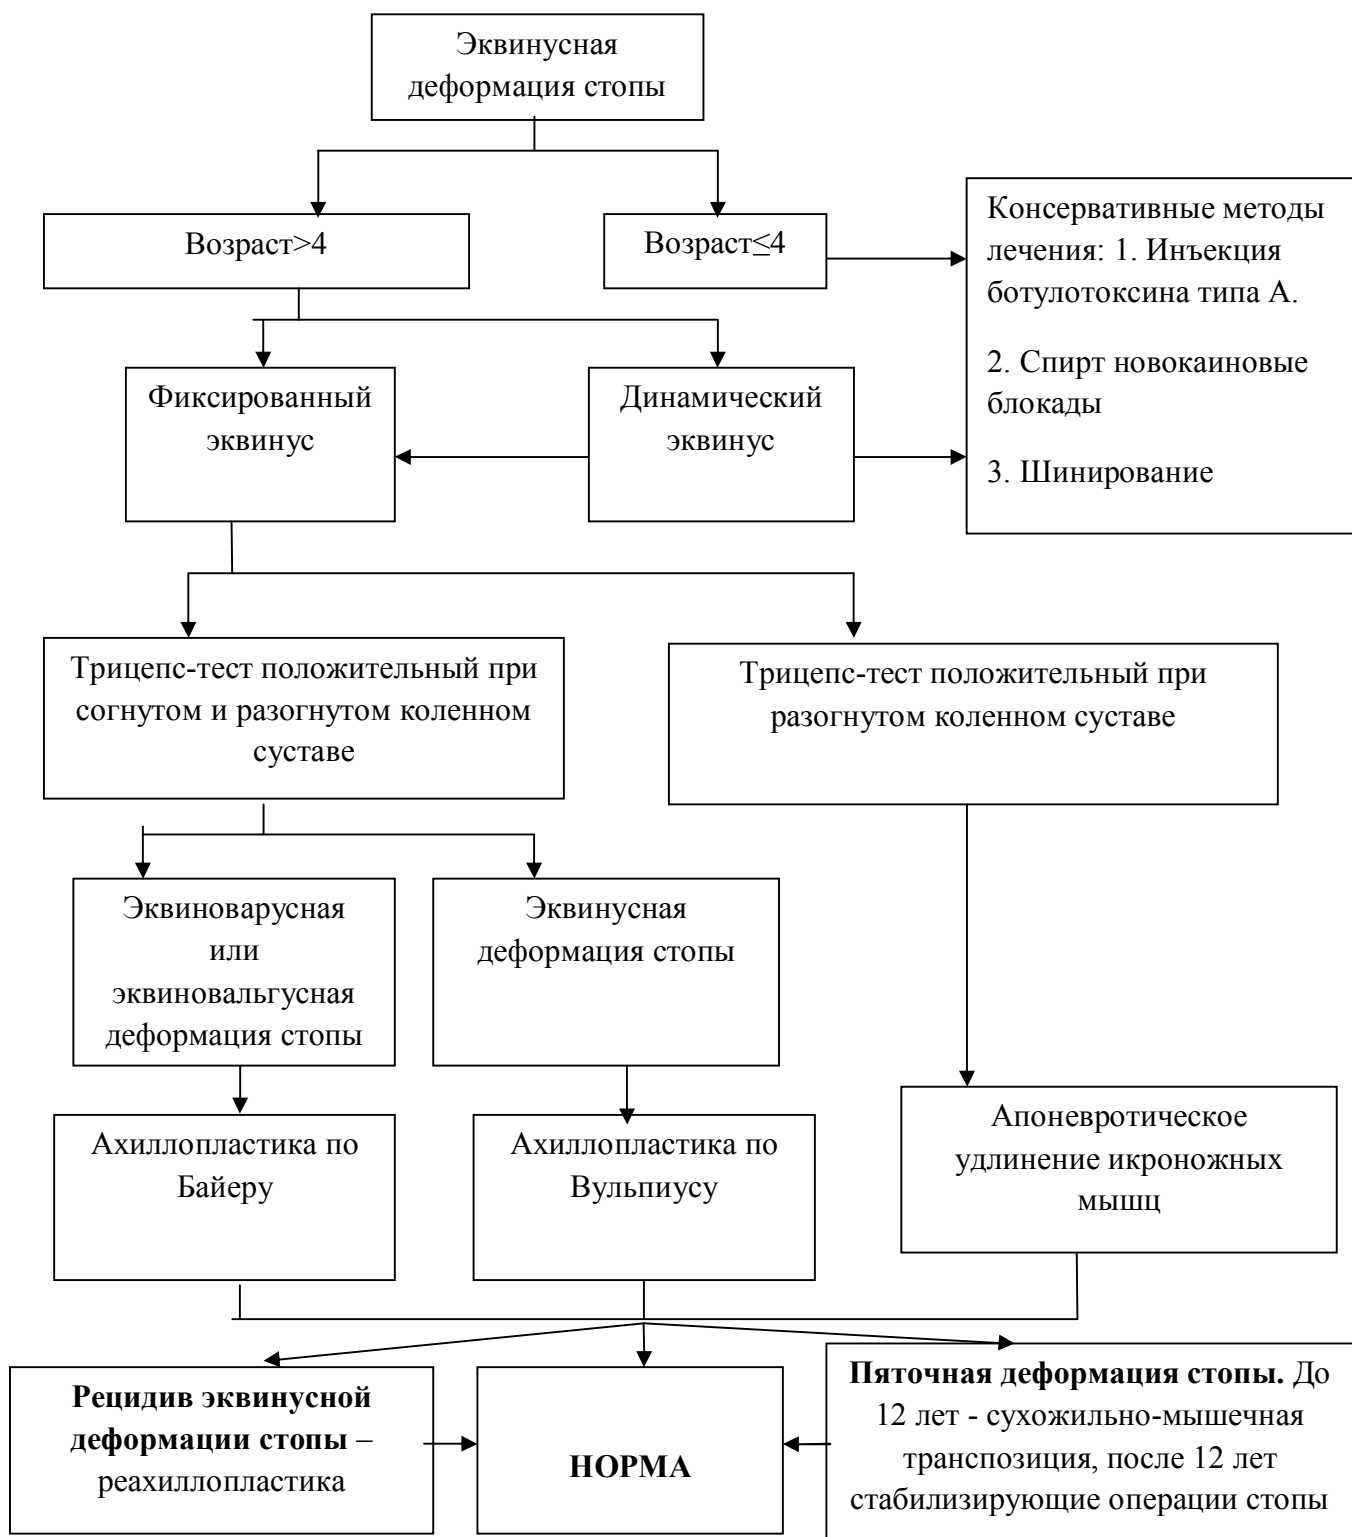 Эквинусная
деформация стопы
Возраст>4
Возраст≤4
Консервативные методы
лечения: 1. Инъекция
ботулотоксина типа А.
2. Спирт новокаиновые
блокады
3. Шинирование
Фиксированный
эквинус
Динамический
эквинус
Трицепс-тест положительный при
согнутом и разогнутом коленном
суставе
Трицепс-тест положительный при
разогнутом коленном суставе
Эквиноварусная
или
эквиновальгусная
деформация стопы
Эквинусная
деформация стопы
Ахиллопластика по
Байеру
Ахиллопластика по
Вульпиусу
Апоневротическое
удлинение икроножных
мышц
Рецидив эквинусной
деформации стопы –
реахиллопластика
НОРМА
Пяточная деформация стопы. До
12 лет - сухожильно-мышечная
транспозиция, после 12 лет
стабилизирующие операции стопы